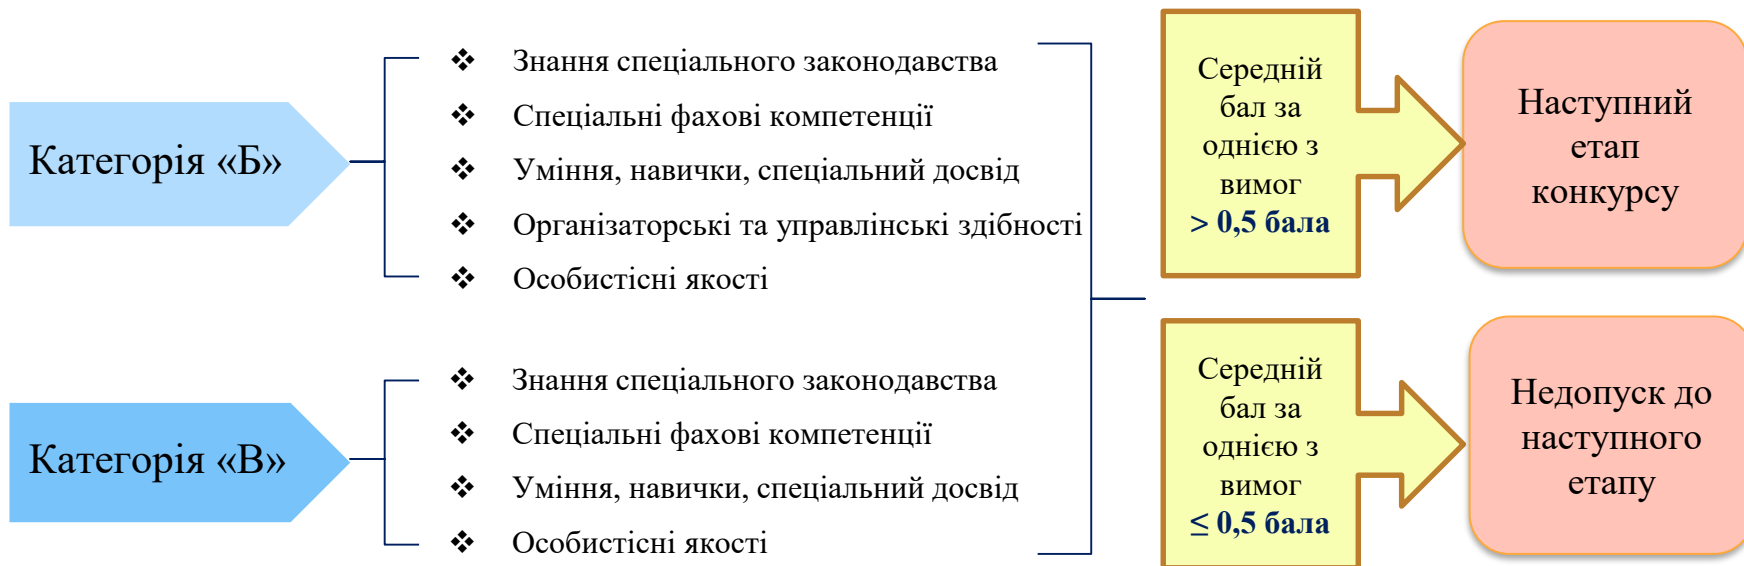 Категорія «Б»
❖ Знання спеціального законодавства
❖ Спеціальні фахові компетенції
❖ Уміння, навички, спеціальний досвід
❖ Організаторські та управлінські здібності
❖ Особистісні якості
Категорія «В»
❖ Знання спеціального законодавства
❖ Спеціальні фахові компетенції
❖ Уміння, навички, спеціальний досвід
❖ Особистісні якості
Середній
бал за
однією з
вимог
> 0,5 бала
Наступний
етап
конкурсу
Середній
бал за
однією з
вимог
≤ 0,5 бала
Недопуск до
наступного
етапу